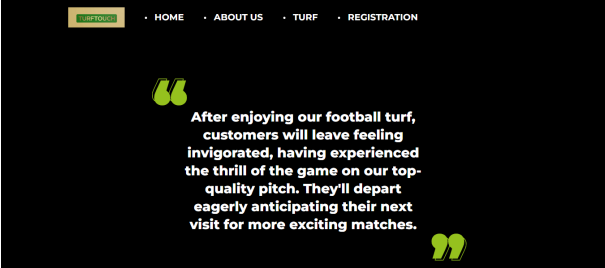 TURFTOUCH
• HOME • ABOUT US • TURF • REGISTRATION
“
After enjoying our football turf,
customers will leave feeling
invigorated, having experienced
the thrill of the game on our top-
quality pitch. They'll depart
eagerly anticipating their next
visit for more exciting matches.
”